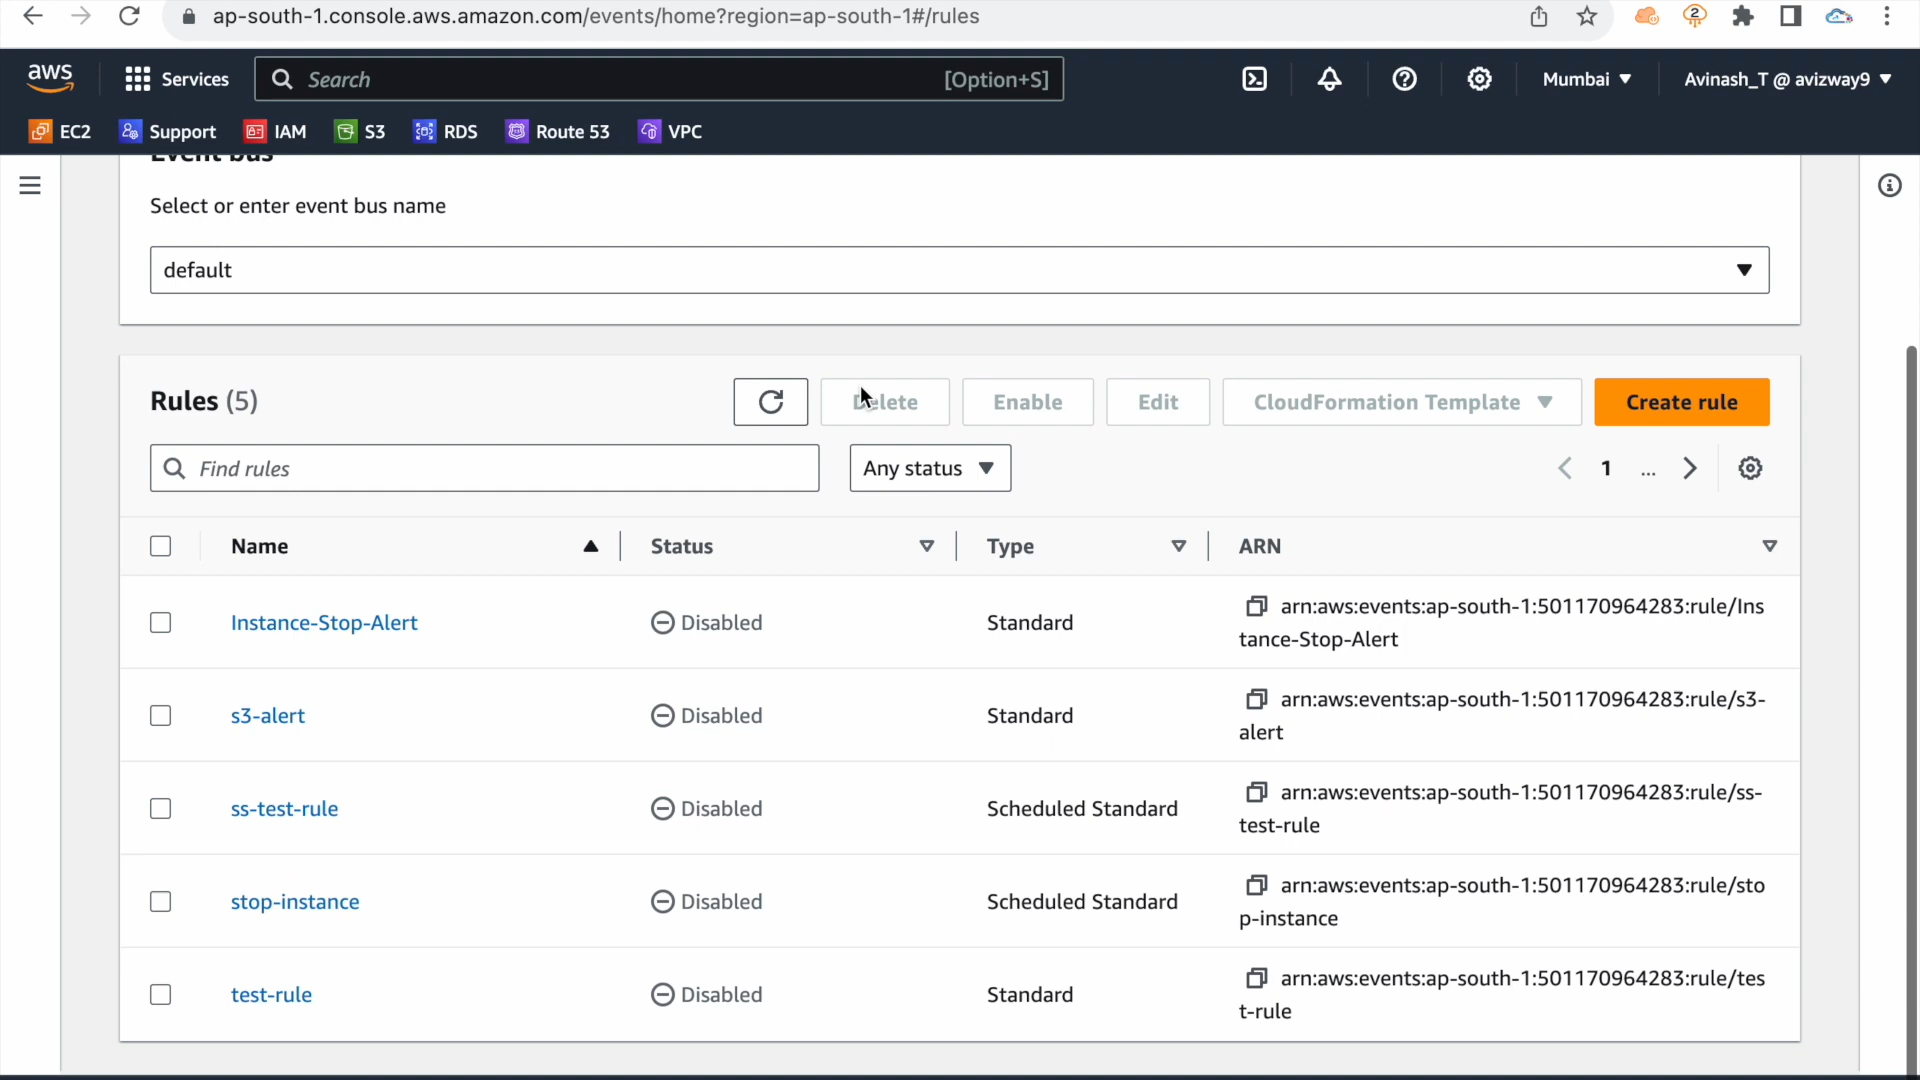 ap-south-1.console.aws.amazon.com/events/home?region=ap-south-1#/rules
2
aws
Services
Search
[Option+S]
Mumbai
Avinash_T @ avizway9
EC2
Support
IAM
S3
RDS
Route 53
VPC
Event bus
Select or enter event bus name
default
Rules (5)
Delete
Enable
Edit
CloudFormation Template
Create rule
Find rules
Any status
1
...
Name
Status
Type
ARN
Instance-Stop-Alert
Disabled
Standard
arn:aws:events:ap-south-1:501170964283:rule/Ins
tance-Stop-Alert
s3-alert
Disabled
Standard
arn:aws:events:ap-south-1:501170964283:rule/s3-
alert
ss-test-rule
Disabled
Scheduled Standard
arn:aws:events:ap-south-1:501170964283:rule/ss-
test-rule
stop-instance
Disabled
Scheduled Standard
arn:aws:events:ap-south-1:501170964283:rule/sto
p-instance
test-rule
Disabled
Standard
arn:aws:events:ap-south-1:501170964283:rule/tes
t-rule